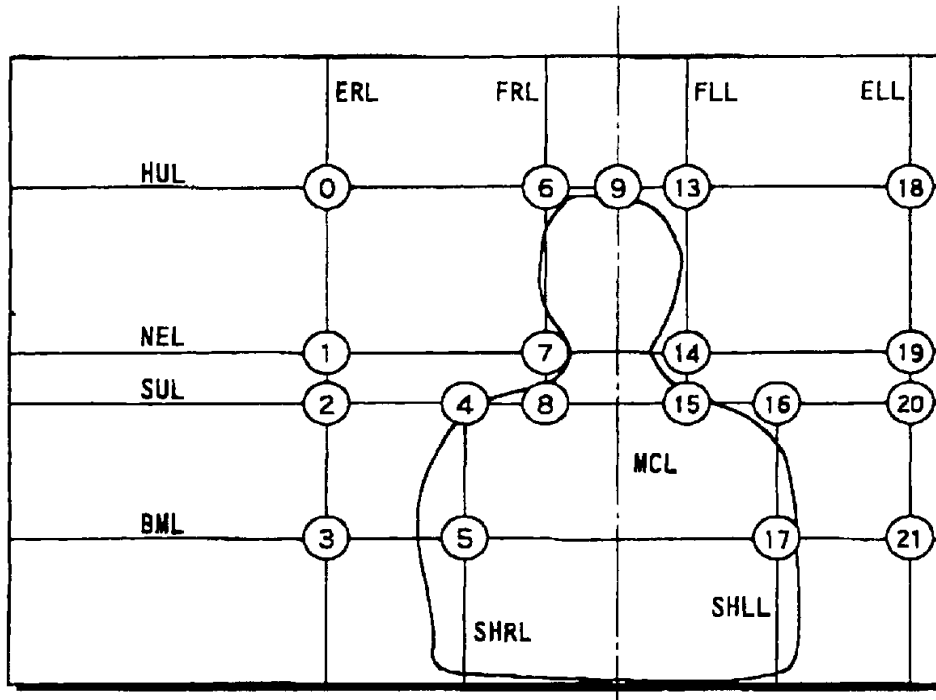 ERL FRL FLL ELL
HUL 0 6 9 13 18
NEL 1 7 14 19
SUL 2 4 8 15 16 20
MCL
BML 3 5 17 21
SHRL SHLL